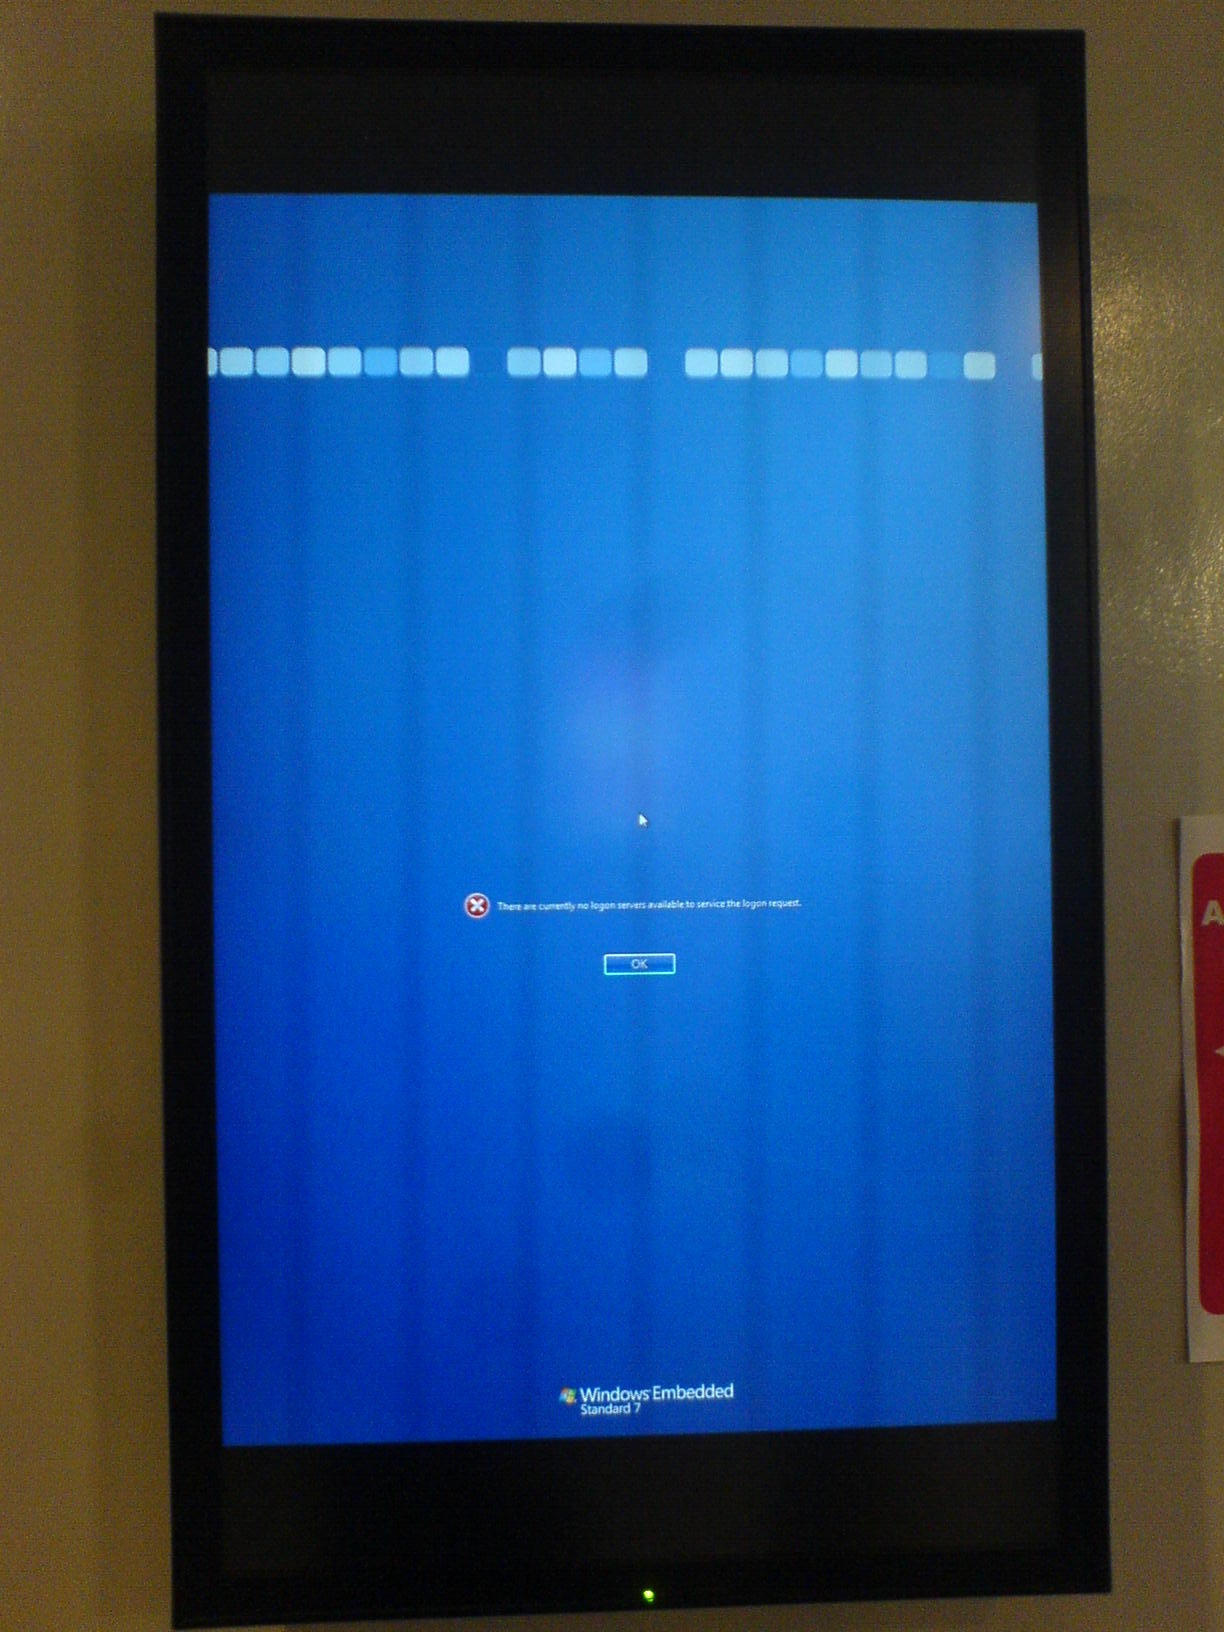 There are currently no logon servers available to service the logon request.
OK
Windows Embedded
Standard 7
A